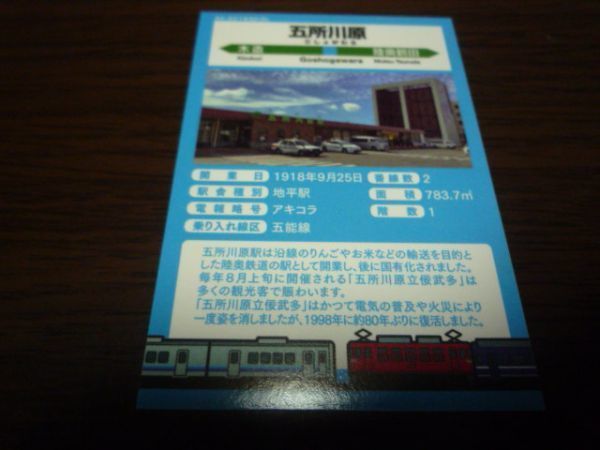 五所川原
ごしょがわら
木造 陸奥鶴田
Kizukuri Goshogawara Mutsu-Tsuruda
開業日 1918年9月25日 番線数 2
駅舎種別 地平駅 面積 783.7㎡
電報略号 アキコラ 階数 1
乗り入れ線区 五能線
五所川原駅は沿線のりんごやお米などの輸送を目的
とした陸奥鉄道の駅として開業し、後に国有化されました。
毎年8月上旬に開催される「五所川原立佞武多」は
多くの観光客で賑わいます。
「五所川原立佞武多」はかつて電気の普及や火災により
一度姿を消しましたが、1998年に約80年ぶりに復活しました。